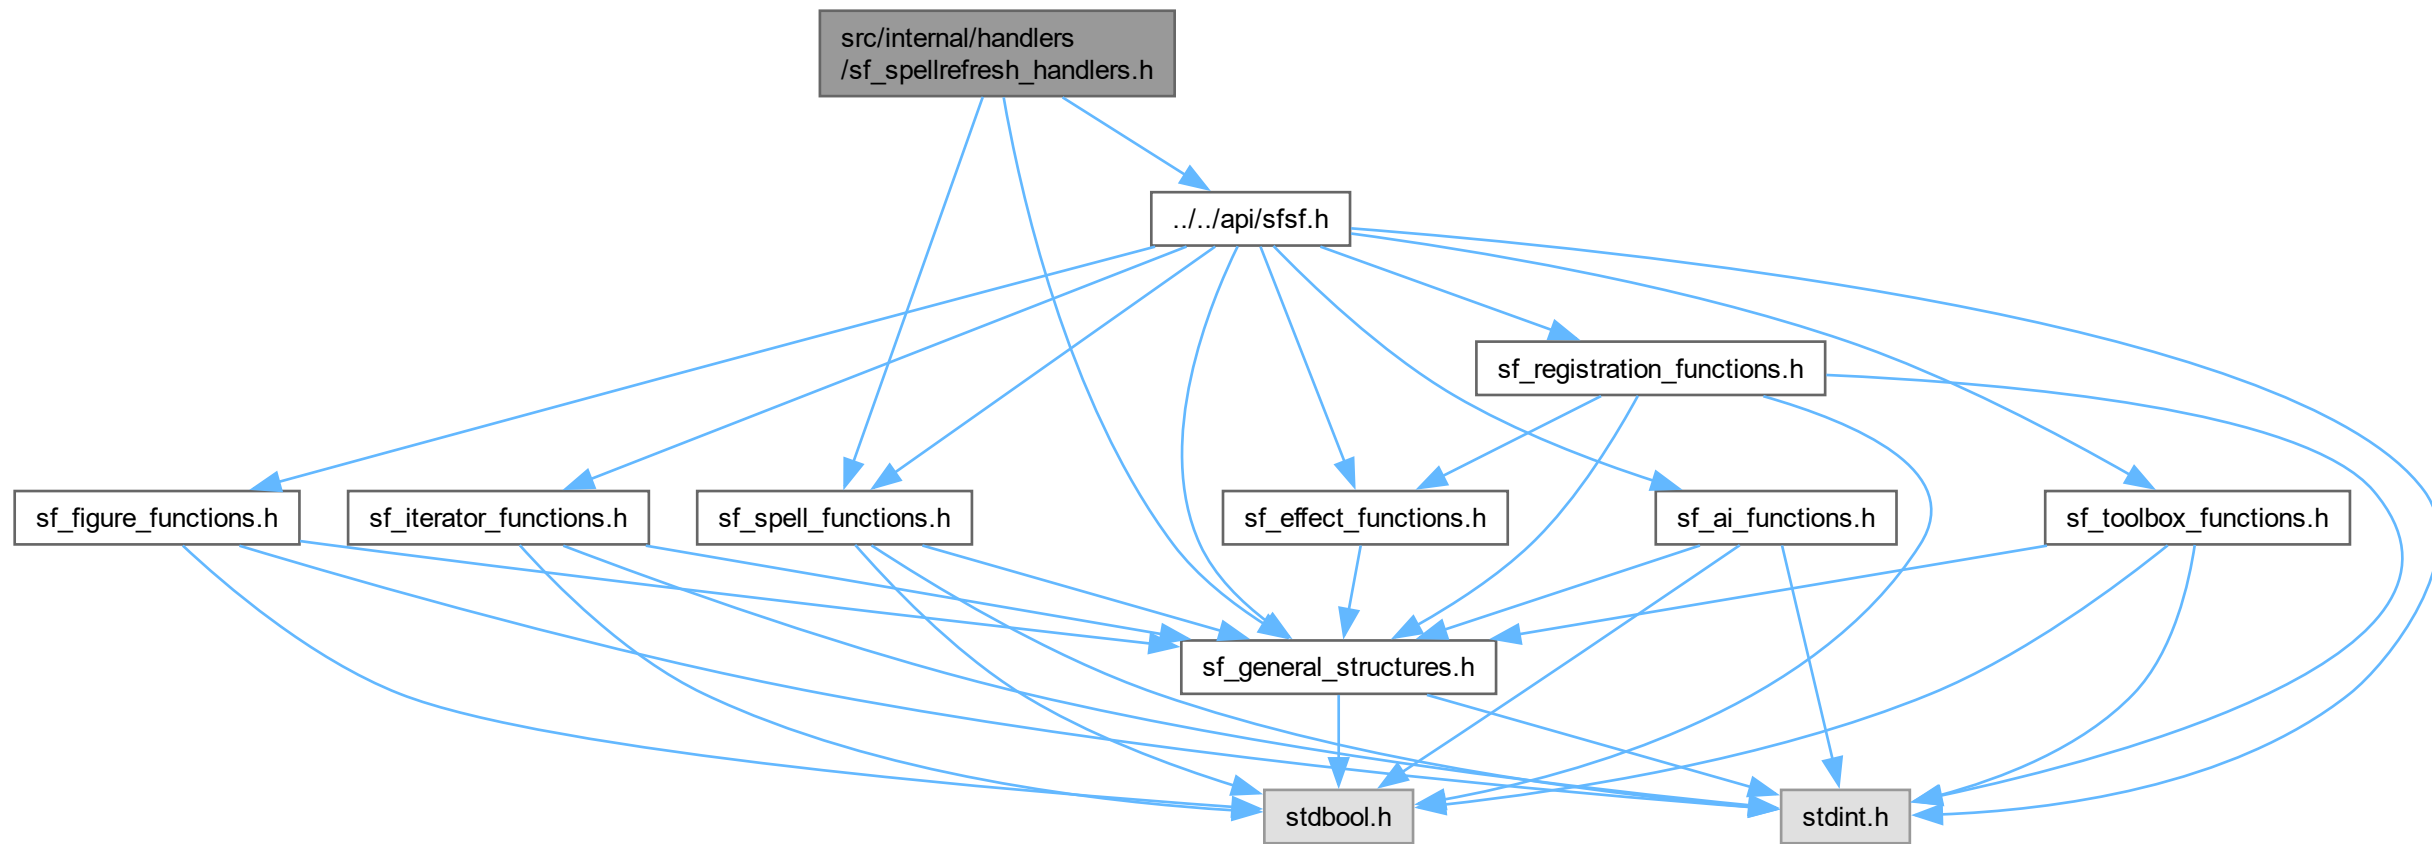 src/internal/handlers
/sf_spellrefresh_handlers.h
../../api/sfsf.h
sf_registration_functions.h
sf_figure_functions.h
sf_iterator_functions.h
sf_spell_functions.h
sf_effect_functions.h
sf_ai_functions.h
sf_toolbox_functions.h
sf_general_structures.h
stdbool.h
stdint.h